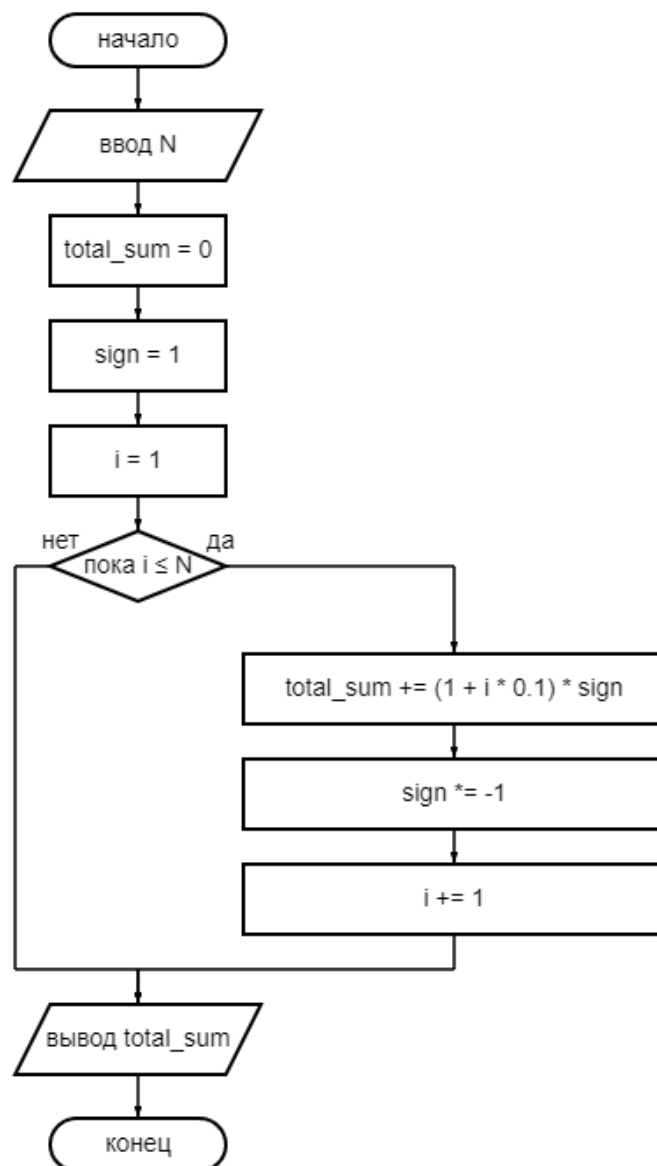 начало
ввод N
total_sum = 0
sign = 1
i = 1
нет
да
пока i ≤ N
total_sum += (1 + i * 0.1) * sign
sign *= -1
i += 1
вывод total_sum
конец